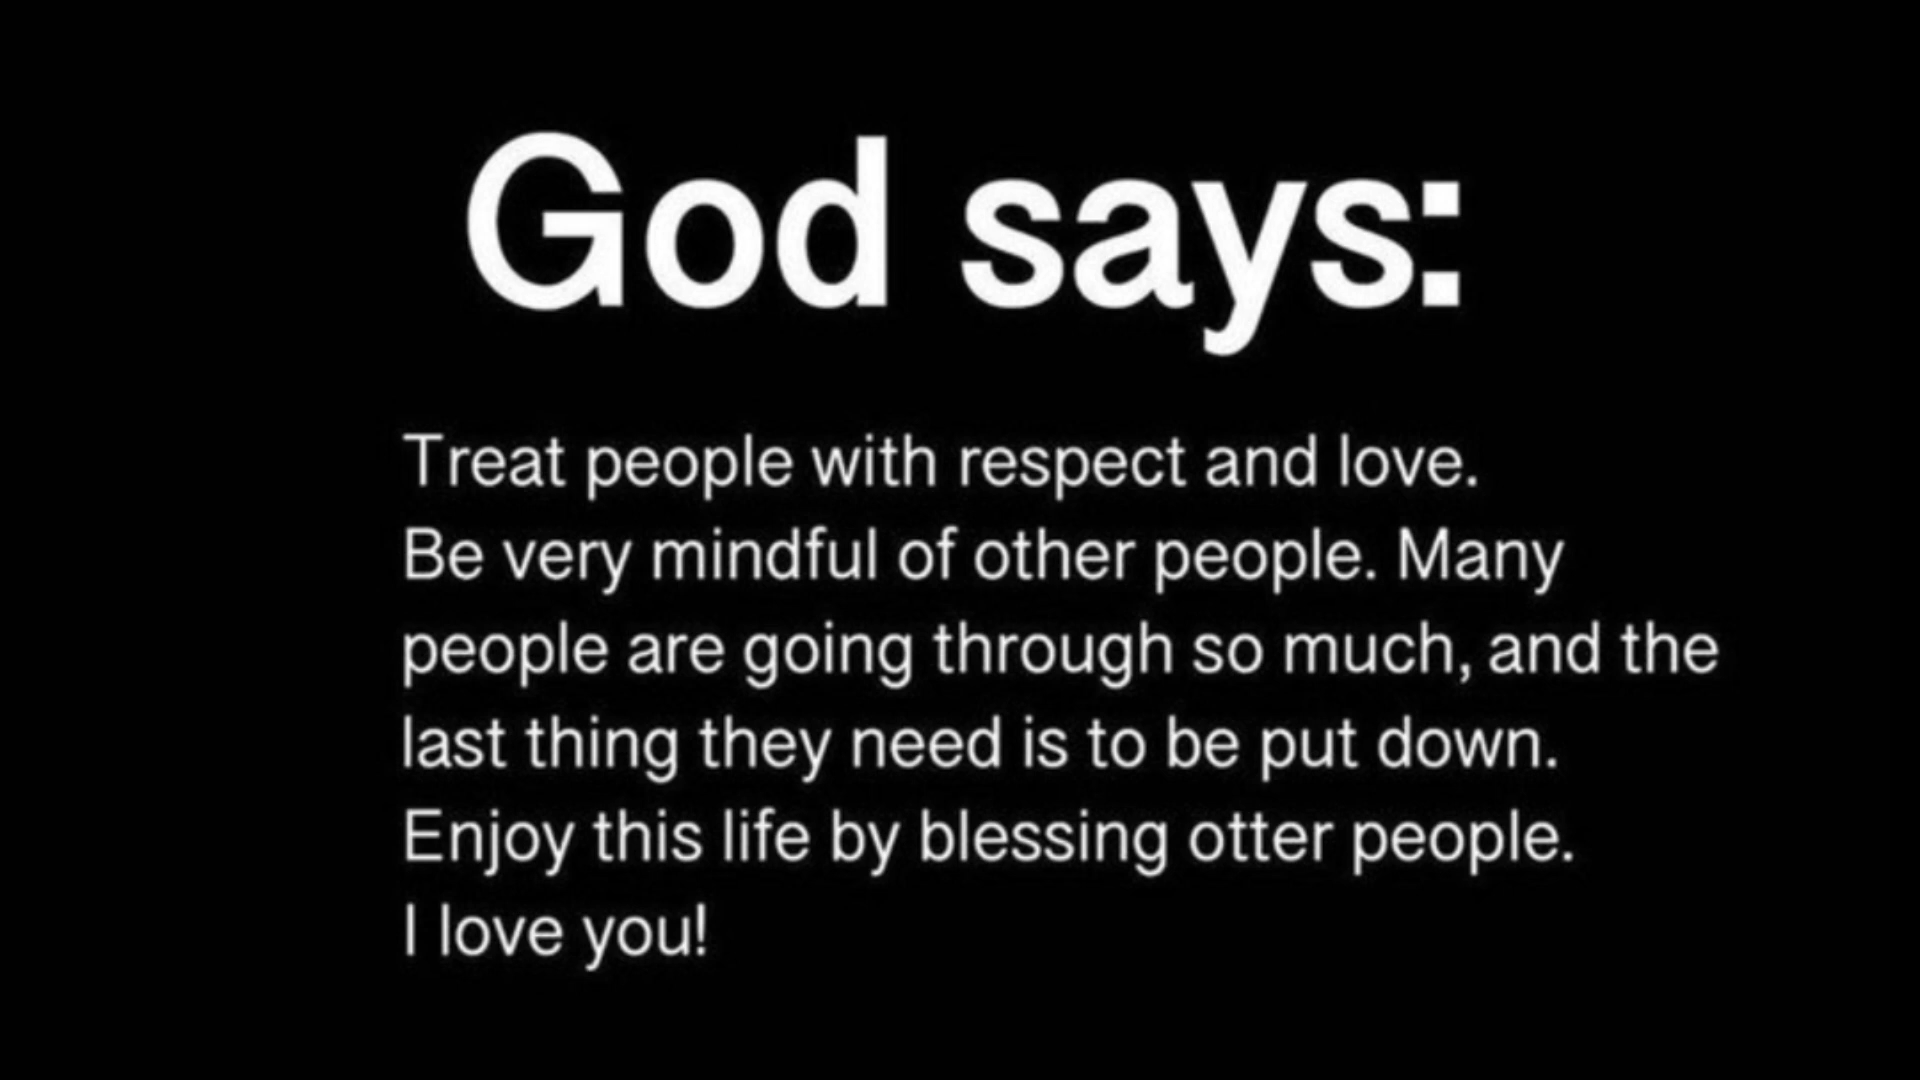 God says:
Treat people with respect and love.
Be very mindful of other people. Many
people are going through so much, and the
last thing they need is to be put down.
Enjoy this life by blessing otter people.
I love you!